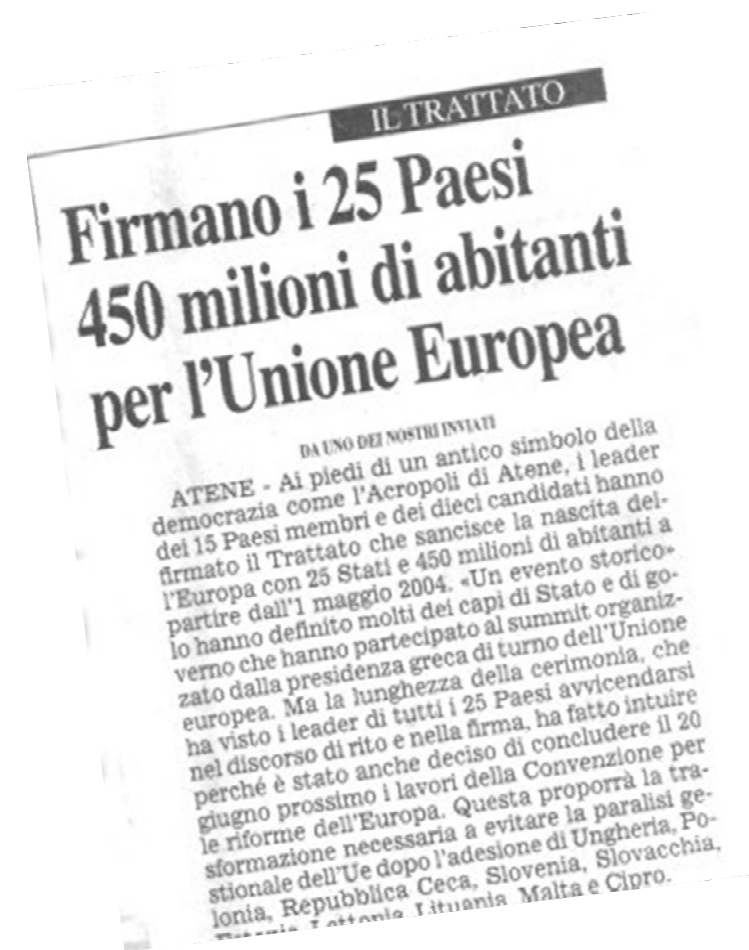 IL TRATTATO
Firmano i 25 Paesi
450 milioni di abitanti
per l'Unione Europea
DA UNO DEI NOSTRI INVIATI
ATENE - Ai piedi di un antico simbolo della
democrazia come l'Acropoli di Atene, i leader
dei 15 Paesi membri e dei dieci candidati hanno
firmato il Trattato che sancisce la nascita del-
l'Europa con 25 Stati e 450 milioni di abitanti a
partire dall'1 maggio 2004. «Un evento storico»
lo hanno definito molti dei capi di Stato e di go-
verno che hanno partecipato al summit organiz-
zato dalla presidenza greca di turno dell'Unione
europea. Ma la lunghezza della cerimonia, che
ha visto i leader di tutti i 25 Paesi avvicendarsi
nel discorso di rito e nella firma, ha fatto intuire
perché è stato anche deciso di concludere il 20
giugno prossimo i lavori della Convenzione per
le riforme dell'Europa. Questa proporrà la tra-
sformazione necessaria a evitare la paralisi ge-
stionale dell'Ue dopo l'adesione di Ungheria, Po-
lonia, Repubblica Ceca, Slovenia, Slovacchia,
Estonia, Lettonia, Lituania, Malta e Cipro.